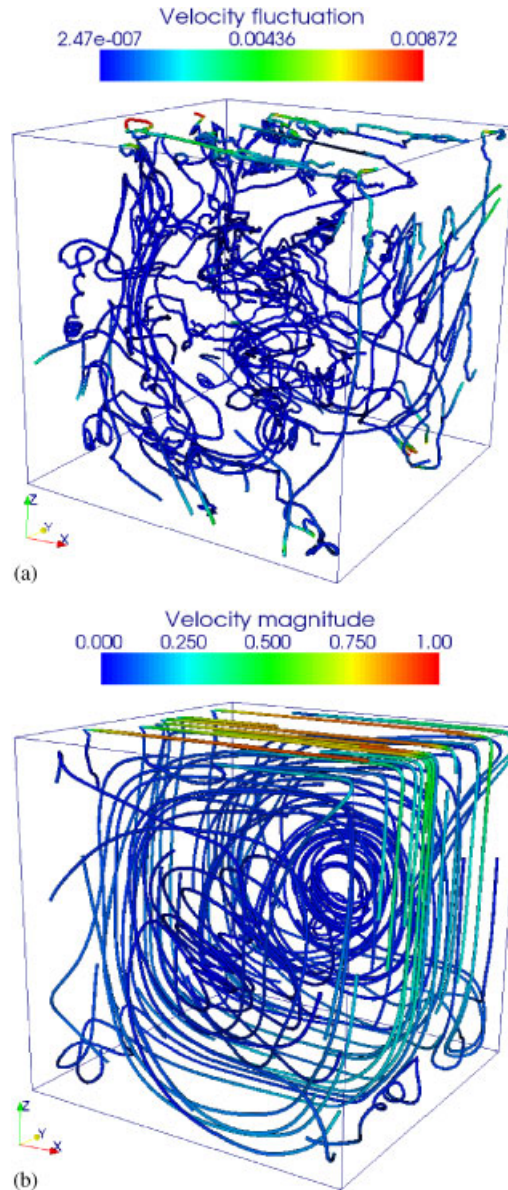 Velocity fluctuation
2.47e-007 0.00436 0.00872
Z
Y
X
(a)
Velocity magnitude
0.000 0.250 0.500 0.750 1.00
Z
Y
X
(b)